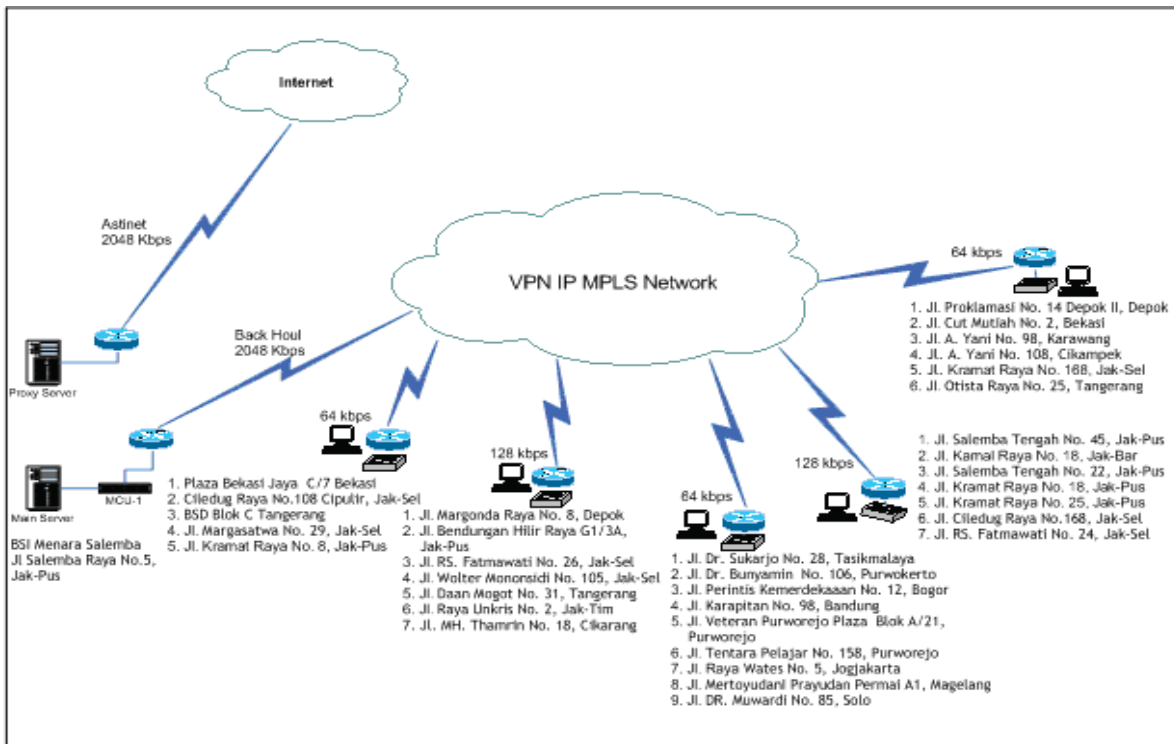 Internet
Astinet
2048 Kbps
Proxy Server
VPN IP MPLS Network
Back Houl
2048 Kbps
Main Server
MCU-1
BSI Menara Salemba
Jl Salemba Raya No.5,
Jak-Pus
64 kbps
1. Plaza Bekasi Jaya C/7 Bekasi
2. Ciledug Raya No.108 Cipulir, Jak-Sel
3. BSD Blok C Tangerang
4. Jl. Margasatwa No. 29, Jak-Sel
5. Jl. Kramat Raya No. 8, Jak-Pus
128 kbps
1. Jl. Margonda Raya No. 8, Depok
2. Jl. Bendungan Hilir Raya G1/3A,
Jak-Pus
3. Jl. RS. Fatmawati No. 26, Jak-Sel
4. Jl. Wolter Mononsidi No. 105, Jak-Sel
5. Jl. Daan Mogot No. 31, Tangerang
6. Jl. Raya Unkris No. 2, Jak-Tim
7. Jl. MH. Thamrin No. 18, Cikarang
64 kbps
1. Jl. Dr. Sukarjo No. 28, Tasikmalaya
2. Jl. Dr. Bunyamin No. 106, Purwokerto
3. Jl. Perintis Kemerdekaaan No. 12, Bogor
4. Jl. Karapitan No. 98, Bandung
5. Jl. Veteran Purworejo Plaza Blok A/21,
Purworejo
6. Jl. Tentara Pelajar No. 158, Purworejo
7. Jl. Raya Wates No. 5, Jogjakarta
8. Jl. Mertoyudani Prayudan Permai A1, Magelang
9. Jl. DR. Muwardi No. 85, Solo
128 kbps
1. Jl. Salemba Tengah No. 45, Jak-Pus
2. Jl. Kamal Raya No. 18, Jak-Bar
3. Jl. Salemba Tengah No. 22, Jak-Pus
4. Jl. Kramat Raya No. 18, Jak-Pus
5. Jl. Kramat Raya No. 25, Jak-Pus
6. Jl. Ciledug Raya No.168, Jak-Sel
7. Jl. RS. Fatmawati No. 24, Jak-Sel
64 kbps
1. Jl. Proklamasi No. 14 Depok II, Depok
2. Jl. Cut Mutiah No. 2, Bekasi
3. Jl. A. Yani No. 98, Karawang
4. Jl. A. Yani No. 108, Cikampek
5. Jl. Kramat Raya No. 168, Jak-Sel
6. Jl. Otista Raya No. 25, Tangerang